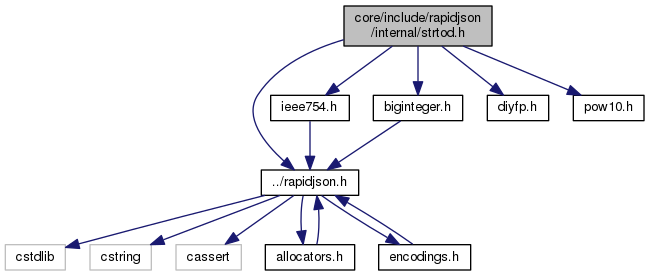 core/include/rapidjson
/internal/strtod.h
ieee754.h
biginteger.h
diyfp.h
pow10.h
../rapidjson.h
cstdlib
cstring
cassert
allocators.h
encodings.h